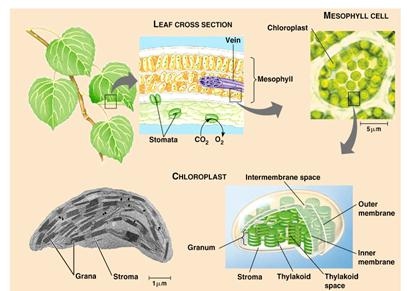 LEAF CROSS SECTION
Vein
Mesophyll
Stomata
CO2 O2
MESOPHYLL CELL
Chloroplast
5 µm
CHLOROPLAST
Grana Stroma
1 µm
Intermembrane space
Outer
membrane
Granum
Inner
membrane
Stroma Thylakoid
Thylakoid
space